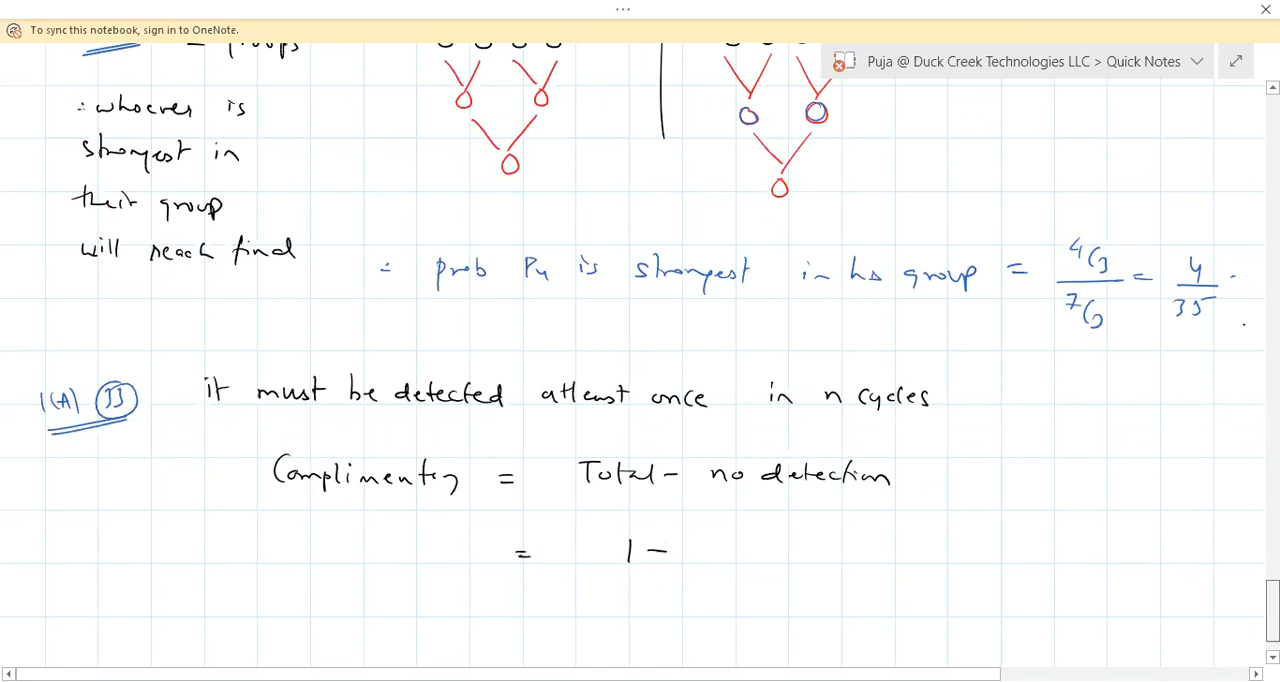 To sync this notebook, sign in to OneNote.
Puja @ Duck Creek Technologies LLC > Quick Notes
∴ whoever is
strongest in
their group
will reach final
∴ prob P4 is strongest in hs group = 4C3 / 7C3 = 4/35.
1(A) II it must be detected atleast once in n cycles
Complimentry = Total - no detection
= 1 -